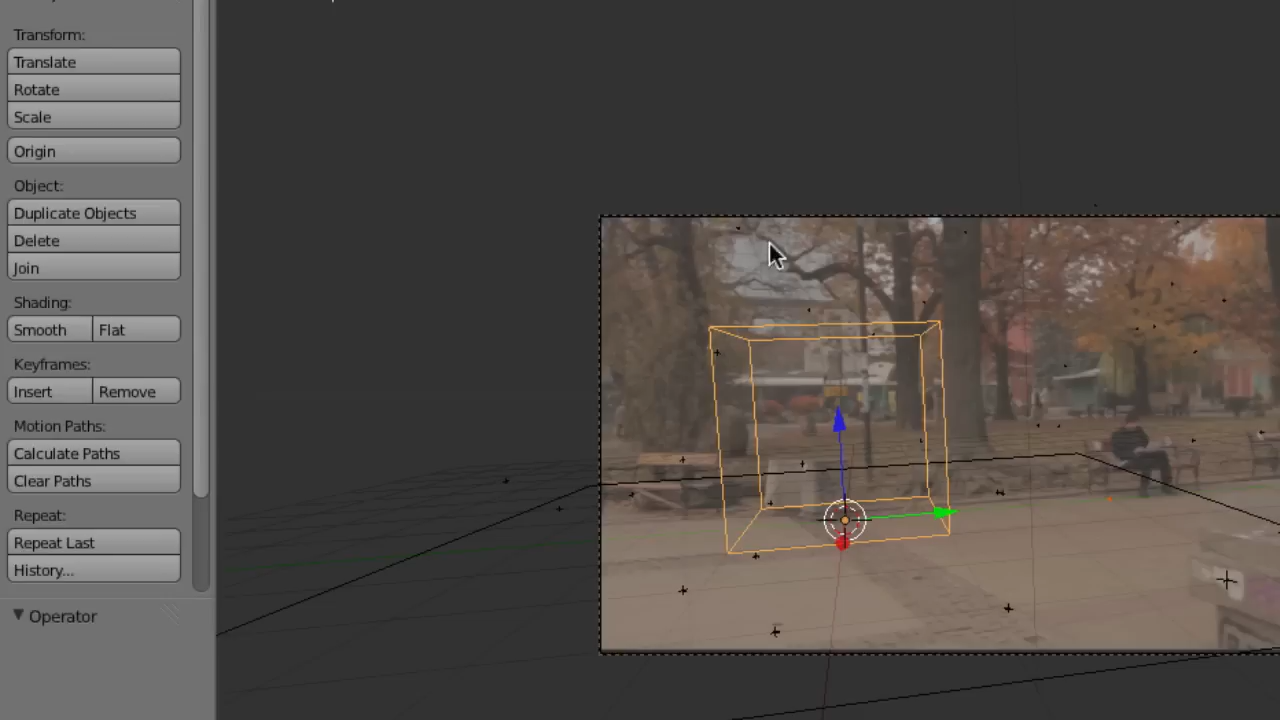 Transform:
Translate
Rotate
Scale
Origin
Object:
Duplicate Objects
Delete
Join
Shading:
Smooth Flat
Keyframes:
Insert Remove
Motion Paths:
Calculate Paths
Clear Paths
Repeat:
Repeat Last
History...
Operator